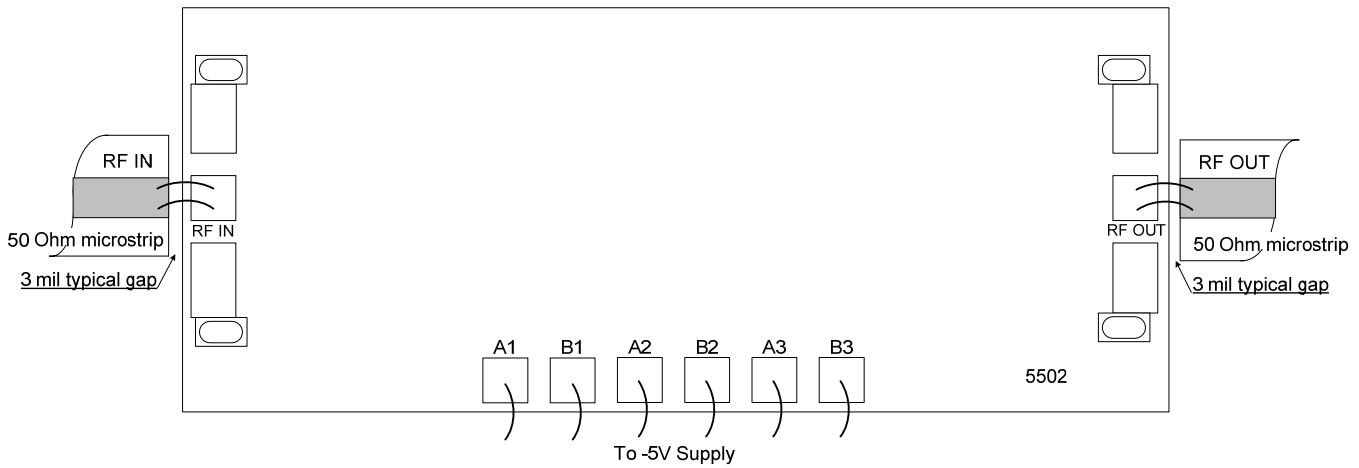 RF IN
RF OUT
RF IN
RF OUT
50 Ohm microstrip
50 Ohm microstrip
3 mil typical gap
3 mil typical gap
A1 B1 A2 B2 A3 B3
5502
To -5V Supply